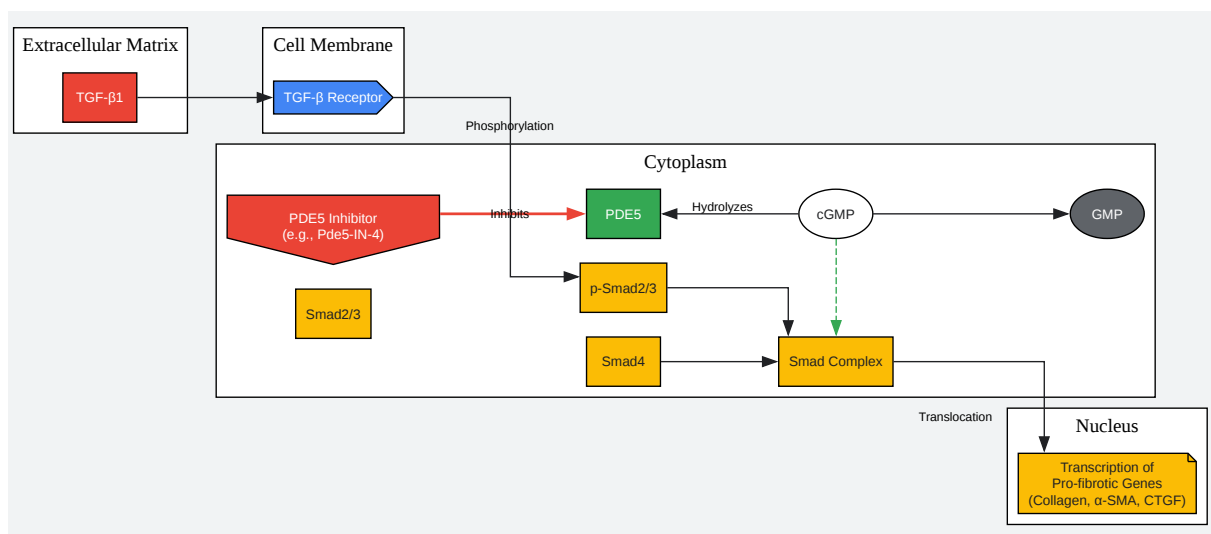 Extracellular Matrix
Cell Membrane
TGF-β1
TGF-β Receptor
Phosphorylation
Cytoplasm
PDE5 Inhibitor
(e.g., Pde5-IN-4)
Inhibits
PDE5
Hydrolyzes
cGMP
GMP
Smad2/3
p-Smad2/3
Smad4
Smad Complex
Translocation
Nucleus
Transcription of
Pro-fibrotic Genes
(Collagen, α-SMA, CTGF)